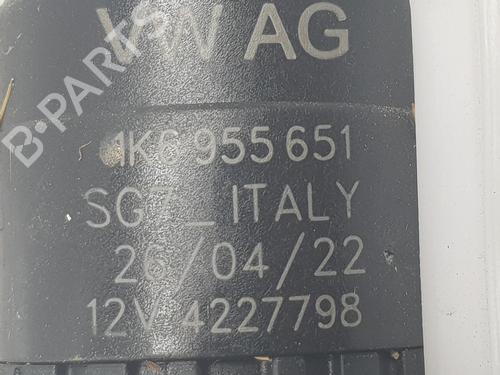 VW AG
B-PARTS
1K6 955 651
SG7_ITALY
26/04/22
12V 4227798